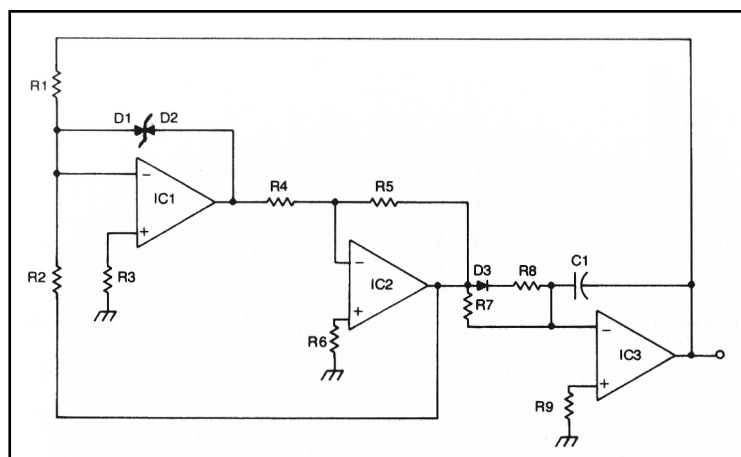 R1
D1 D2
−
IC1
+
R4
R5
R2
R3
−
IC2
+
D3
R8
C1
R7
R6
−
IC3
+
R9